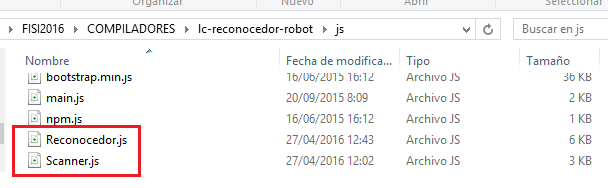 Organizar
Nuevo
Abrir
Seleccionar
FISI2016 ▸ COMPILADORES ▸ lc-reconocedor-robot ▸ js
Buscar en js
Nombre Fecha de modifica... Tipo Tamaño
bootstrap.min.js 16/06/2015 16:12 Archivo JS 36 KB
main.js 20/09/2015 8:09 Archivo JS 2 KB
npm.js 16/06/2015 16:12 Archivo JS 1 KB
Reconocedor.js 27/04/2016 12:43 Archivo JS 6 KB
Scanner.js 27/04/2016 12:02 Archivo JS 3 KB